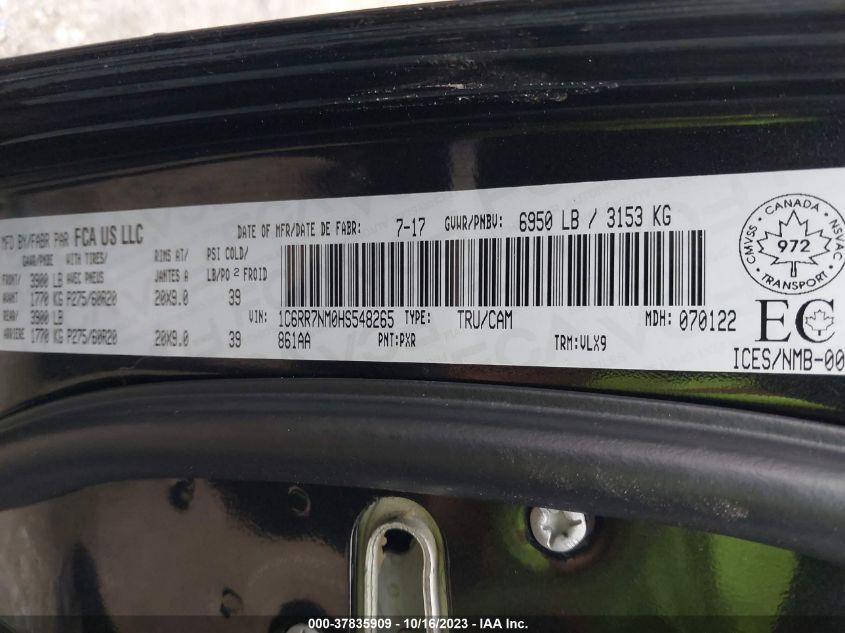 MFD BY/FABR PAR FCA US LLC DATE OF MFR/DATE DE FABR: 7-17 GVWR/PNBV: 6950 LB / 3153 KG
GAWR/PNBE WITH TIRES/ RIMS AT/ PSI COLD/
FRONT/ 3900 LB AVEC PNEUS JANTES A LB/PO 2 FROID
AVANT 1770 KG P275/60R20 20X9.0 39
REAR/ 3900 LB VIN: 1C6RR7NM0HS548265 TYPE: TRU/CAM MDH: 070122
ARRIERE 1770 KG P275/60R20 20X9.0 39 861AA PNT:PXR TRM:VLX9
CANADA
CMVSS 972 NSVAC
TRANSPORT
EC
ICES/NMB-00
000-37835909 / 10/16/2023 / © IAA Inc.